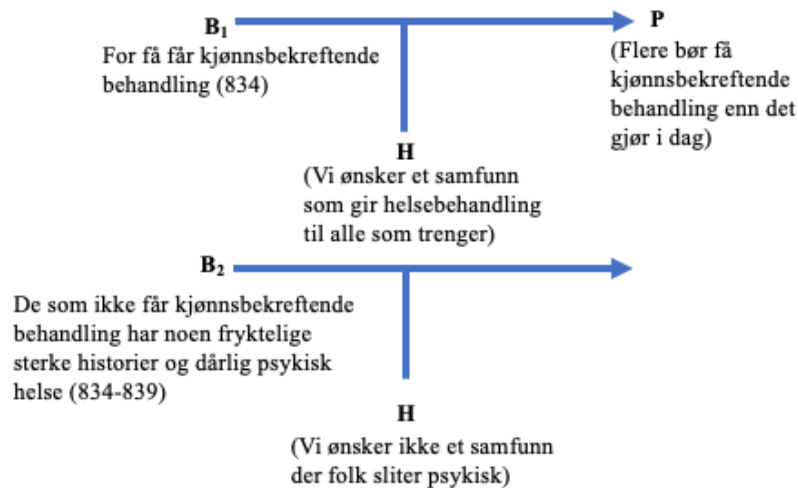 B₁
For få får kjønnsbekreftende
behandling (834)
P
(Flere bør få
kjønnsbekreftende
behandling enn det
gjør i dag)
H
(Vi ønsker et samfunn
som gir helsebehandling
til alle som trenger)
B₂
De som ikke får kjønnsbekreftende
behandling har noen fryktelige
sterke historier og dårlig psykisk
helse (834-839)
H
(Vi ønsker ikke et samfunn
der folk sliter psykisk)